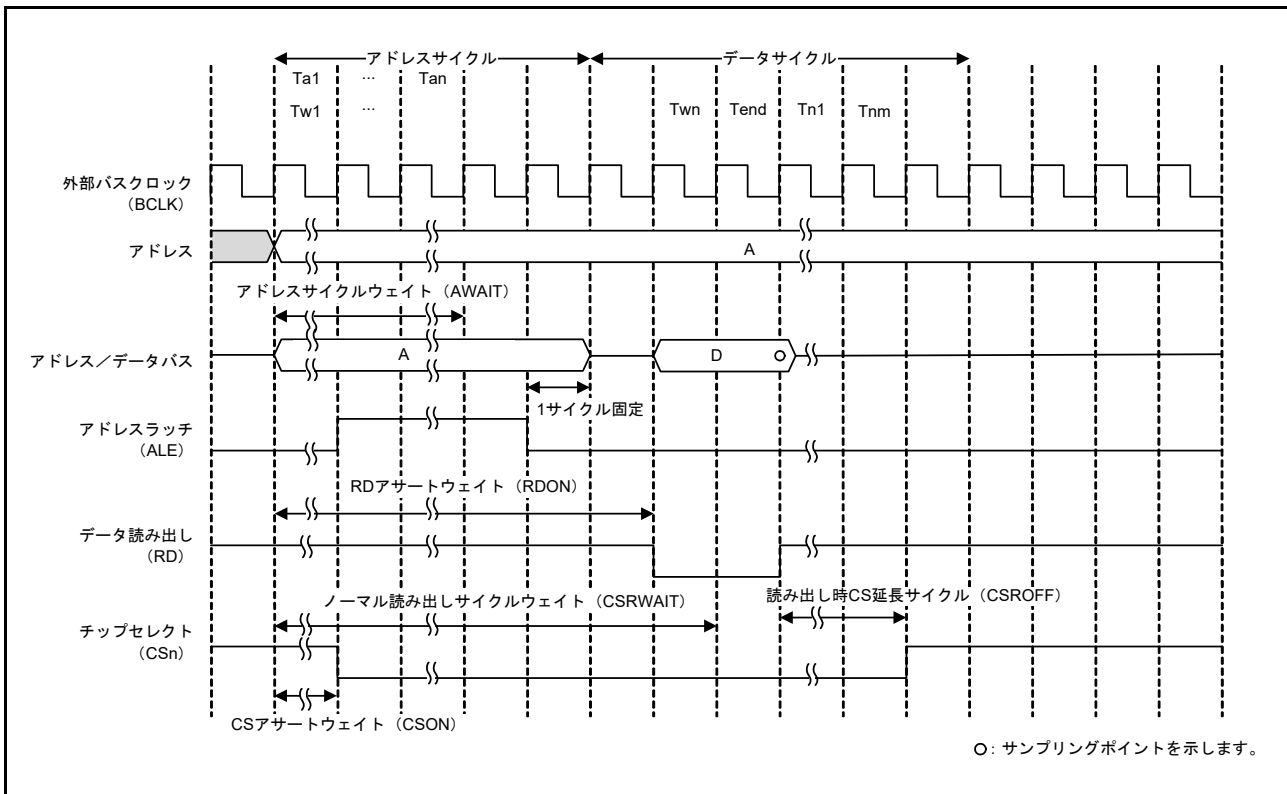 アドレスサイクル データサイクル
Ta1 … Tan
Tw1 … Twn Tend Tn1 Tnm
外部バスクロック
(BCLK)
アドレス A
アドレスサイクルウェイト (AWAIT)
アドレス/データバス A D
1サイクル固定
アドレスラッチ
(ALE)
RDアサートウェイト (RDON)
データ読み出し
(RD)
ノーマル読み出しサイクルウェイト (CSRWAIT) 読み出し時CS延長サイクル (CSROFF)
チップセレクト
(CSn)
CSアサートウェイト (CSON)
: サンプリングポイントを示します。